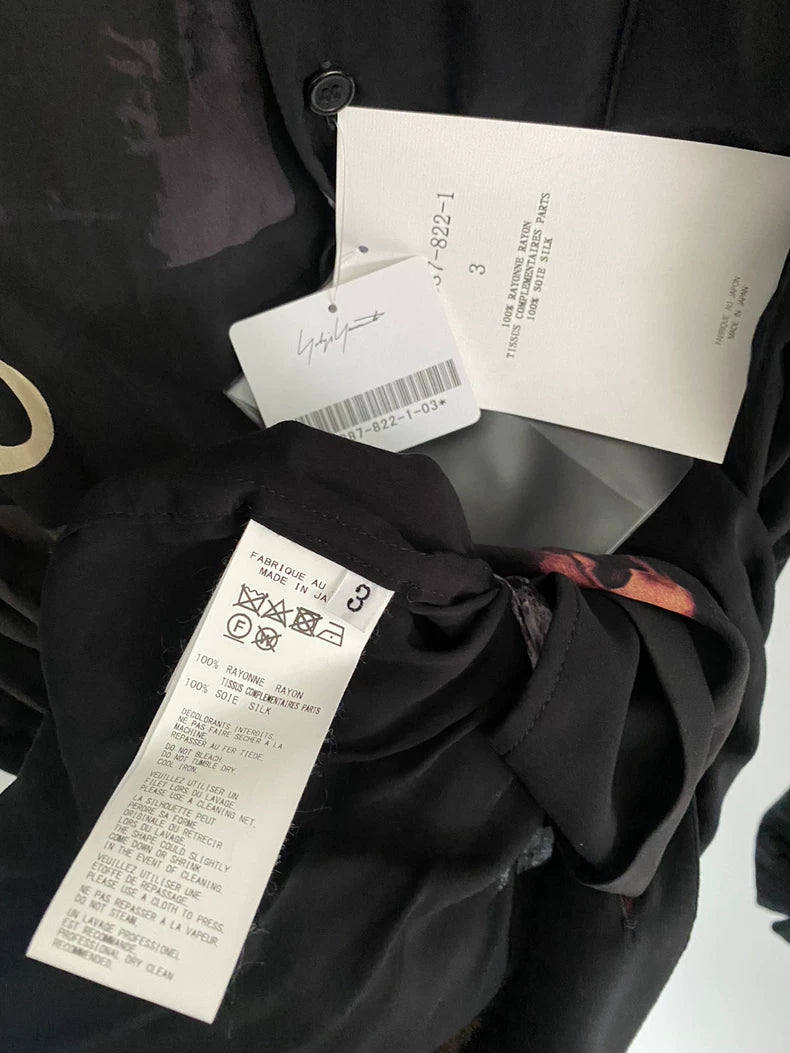 87-822-1
3
100% RAYONNE RAYON
TISSUS COMPLEMENTAIRES PARTS
100% SOIE SILK
FABRIQUE AU JAPON
MADE IN JAPAN
Yohji Yamamoto
87-822-1-03*
FABRIQUE AU
MADE IN JA
3
F
W
100% RAYONNE RAYON
TISSUS COMPLEMENTAIRES PARTS
100% SOIE SILK
DECOLORANTS INTERDITS.
NE PAS FAIRE SECHER A LA
MACHINE.
REPASSER AU FER TIEDE.
DO NOT BLEACH.
DO NOT TUMBLE DRY.
COOL IRON.
VEUILLEZ UTILISER UN
FILET LORS DU LAVAGE.
PLEASE USE A CLEANING NET.
LA SILHOUETTE PEUT
PERDRE SA FORME
ORIGINALE OU RETRECIR
LORS DU LAVAGE.
THE SHAPE COULD SLIGHTLY
COME DOWN OR SHRINK
IN THE EVENT OF CLEANING.
VEUILLEZ UTILISER UNE
ETOFFE DE REPASSAGE.
PLEASE USE A CLOTH TO PRESS.
NE PAS REPASSER A LA VAPEUR.
DO NOT STEAM.
UN LAVAGE PROFESSIONEL
EST RECOMMANDE.
PROFESSIONAL DRY CLEAN
RECOMMENDED.